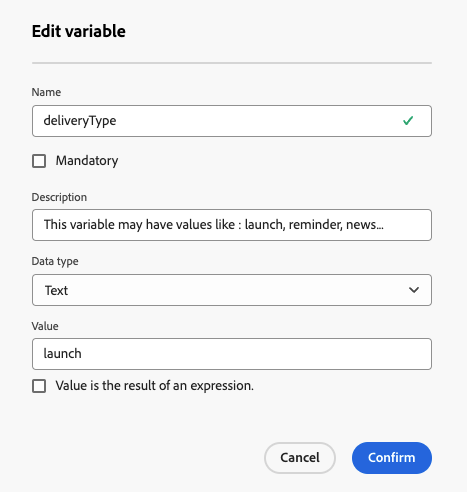 Edit variable
Name
deliveryType
Mandatory
Description
This variable may have values like : launch, reminder, news...
Data type
Text
Value
launch
Value is the result of an expression.
Cancel Confirm